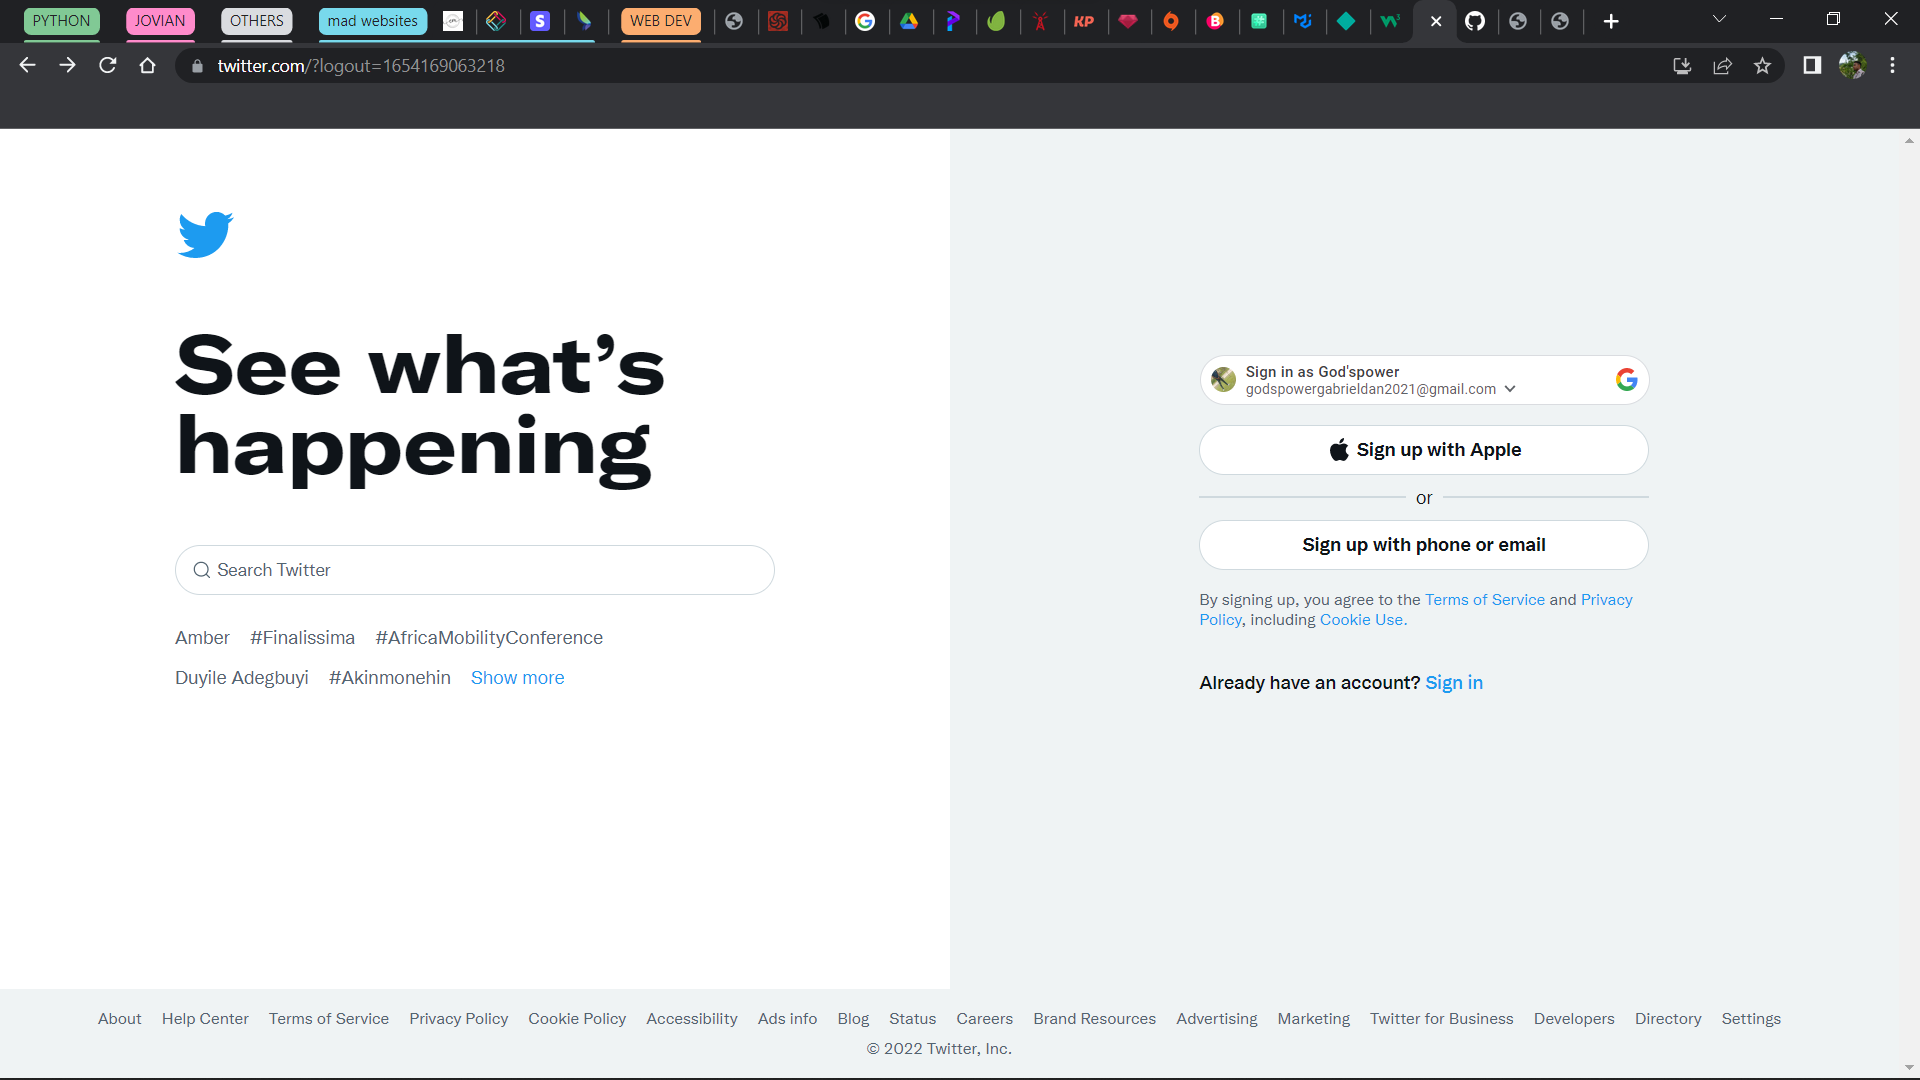 PYTHON JOVIAN OTHERS mad websites WEB DEV KP
twitter.com/?logout=1654169063218
See what's
happening
Search Twitter
Amber #Finalissima #AfricaMobilityConference
Duyile Adegbuyi #Akinmonehin Show more
Sign in as God'spower
godspowergabrieldan2021@gmail.com
Sign up with Apple
or
Sign up with phone or email
By signing up, you agree to the Terms of Service and Privacy
Policy, including Cookie Use.
Already have an account? Sign in
About Help Center Terms of Service Privacy Policy Cookie Policy Accessibility Ads info Blog Status Careers Brand Resources Advertising Marketing Twitter for Business Developers Directory Settings
© 2022 Twitter, Inc.